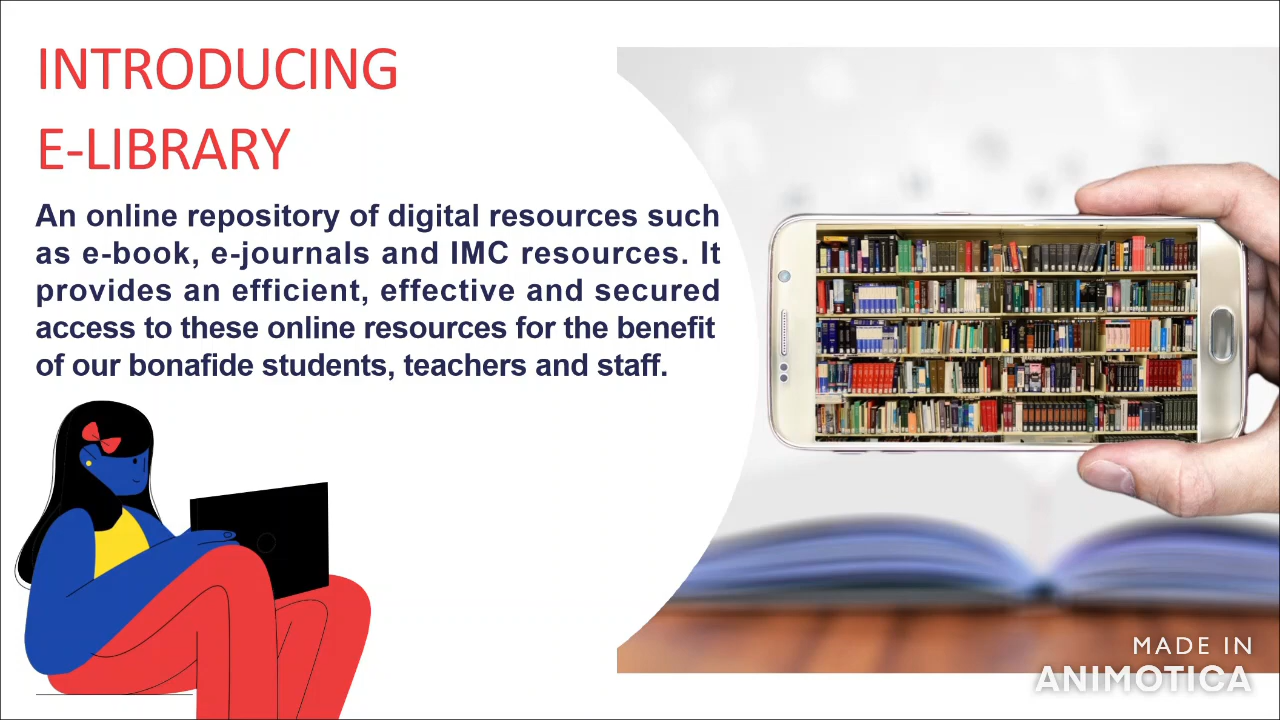 INTRODUCING
E-LIBRARY
An online repository of digital resources such
as e-book, e-journals and IMC resources. It
provides an efficient, effective and secured
access to these online resources for the benefit
of our bonafide students, teachers and staff.
MADE IN
ANIMOTICA